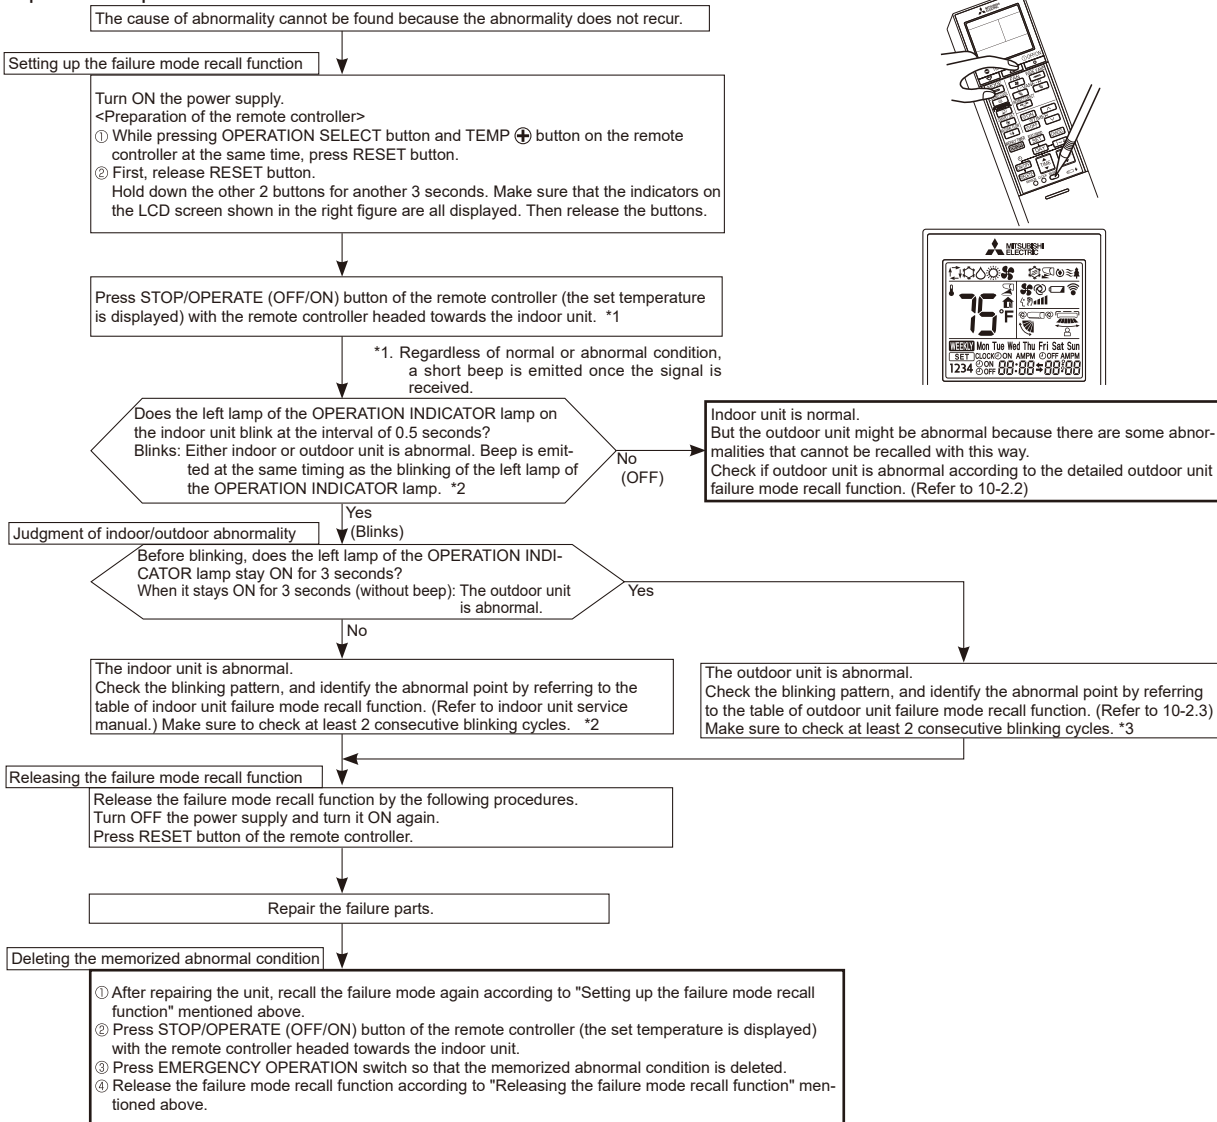 The cause of abnormality cannot be found because the abnormality does not recur.
Setting up the failure mode recall function
Turn ON the power supply.
<Preparation of the remote controller>
① While pressing OPERATION SELECT button and TEMP ⊕ button on the remote
controller at the same time, press RESET button.
② First, release RESET button.
Hold down the other 2 buttons for another 3 seconds. Make sure that the indicators on
the LCD screen shown in the right figure are all displayed. Then release the buttons.
MITSUBISHI
ELECTRIC
75°F
WEEKLY Mon Tue Wed Thu Fri Sat Sun
SET CLOCK ON AMPM OFF AMPM
1234 ON OFF 88:88 88:88
Press STOP/OPERATE (OFF/ON) button of the remote controller (the set temperature
is displayed) with the remote controller headed towards the indoor unit. *1
*1. Regardless of normal or abnormal condition,
a short beep is emitted once the signal is
received.
Does the left lamp of the OPERATION INDICATOR lamp on
the indoor unit blink at the interval of 0.5 seconds?
Blinks: Either indoor or outdoor unit is abnormal. Beep is emit-
ted at the same timing as the blinking of the left lamp of
the OPERATION INDICATOR lamp. *2
No
(OFF)
Indoor unit is normal.
But the outdoor unit might be abnormal because there are some abnor-
malities that cannot be recalled with this way.
Check if outdoor unit is abnormal according to the detailed outdoor unit
failure mode recall function. (Refer to 10-2.2)
Yes
(Blinks)
Judgment of indoor/outdoor abnormality
Before blinking, does the left lamp of the OPERATION INDI-
CATOR lamp stay ON for 3 seconds?
When it stays ON for 3 seconds (without beep): The outdoor unit
is abnormal.
Yes
No
The indoor unit is abnormal.
Check the blinking pattern, and identify the abnormal point by referring to the
table of indoor unit failure mode recall function. (Refer to indoor unit service
manual.) Make sure to check at least 2 consecutive blinking cycles. *2
The outdoor unit is abnormal.
Check the blinking pattern, and identify the abnormal point by referring
to the table of outdoor unit failure mode recall function. (Refer to 10-2.3)
Make sure to check at least 2 consecutive blinking cycles. *3
Releasing the failure mode recall function
Release the failure mode recall function by the following procedures.
Turn OFF the power supply and turn it ON again.
Press RESET button of the remote controller.
Repair the failure parts.
Deleting the memorized abnormal condition
① After repairing the unit, recall the failure mode again according to "Setting up the failure mode recall
function" mentioned above.
② Press STOP/OPERATE (OFF/ON) button of the remote controller (the set temperature is displayed)
with the remote controller headed towards the indoor unit.
③ Press EMERGENCY OPERATION switch so that the memorized abnormal condition is deleted.
④ Release the failure mode recall function according to "Releasing the failure mode recall function" men-
tioned above.